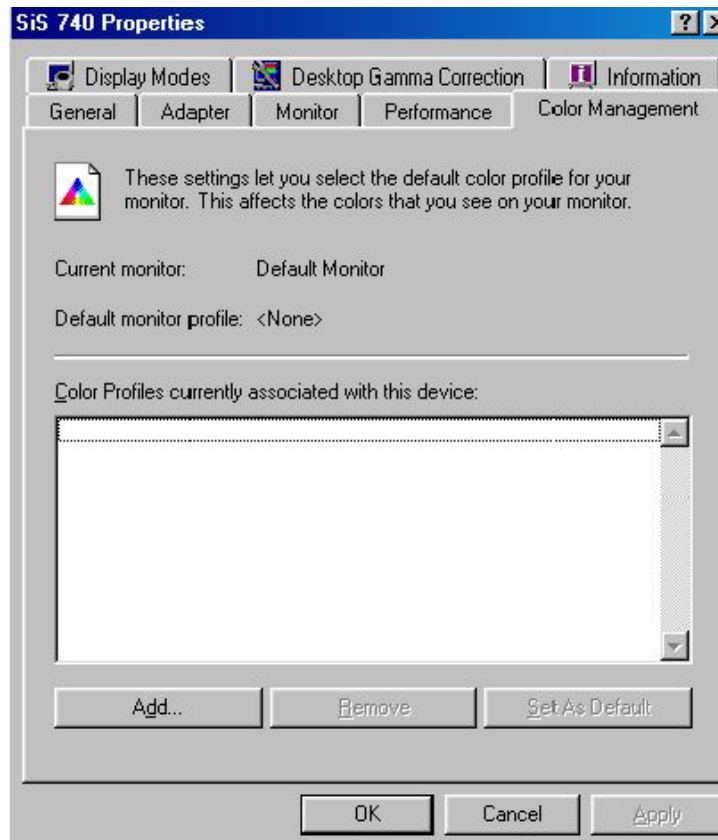 SiS 740 Properties
Display Modes Desktop Gamma Correction Information
General Adapter Monitor Performance Color Management
These settings let you select the default color profile for your
monitor. This affects the colors that you see on your monitor.
Current monitor: Default Monitor
Default monitor profile: <None>
Color Profiles currently associated with this device:
Add... Remove Set As Default
OK Cancel Apply